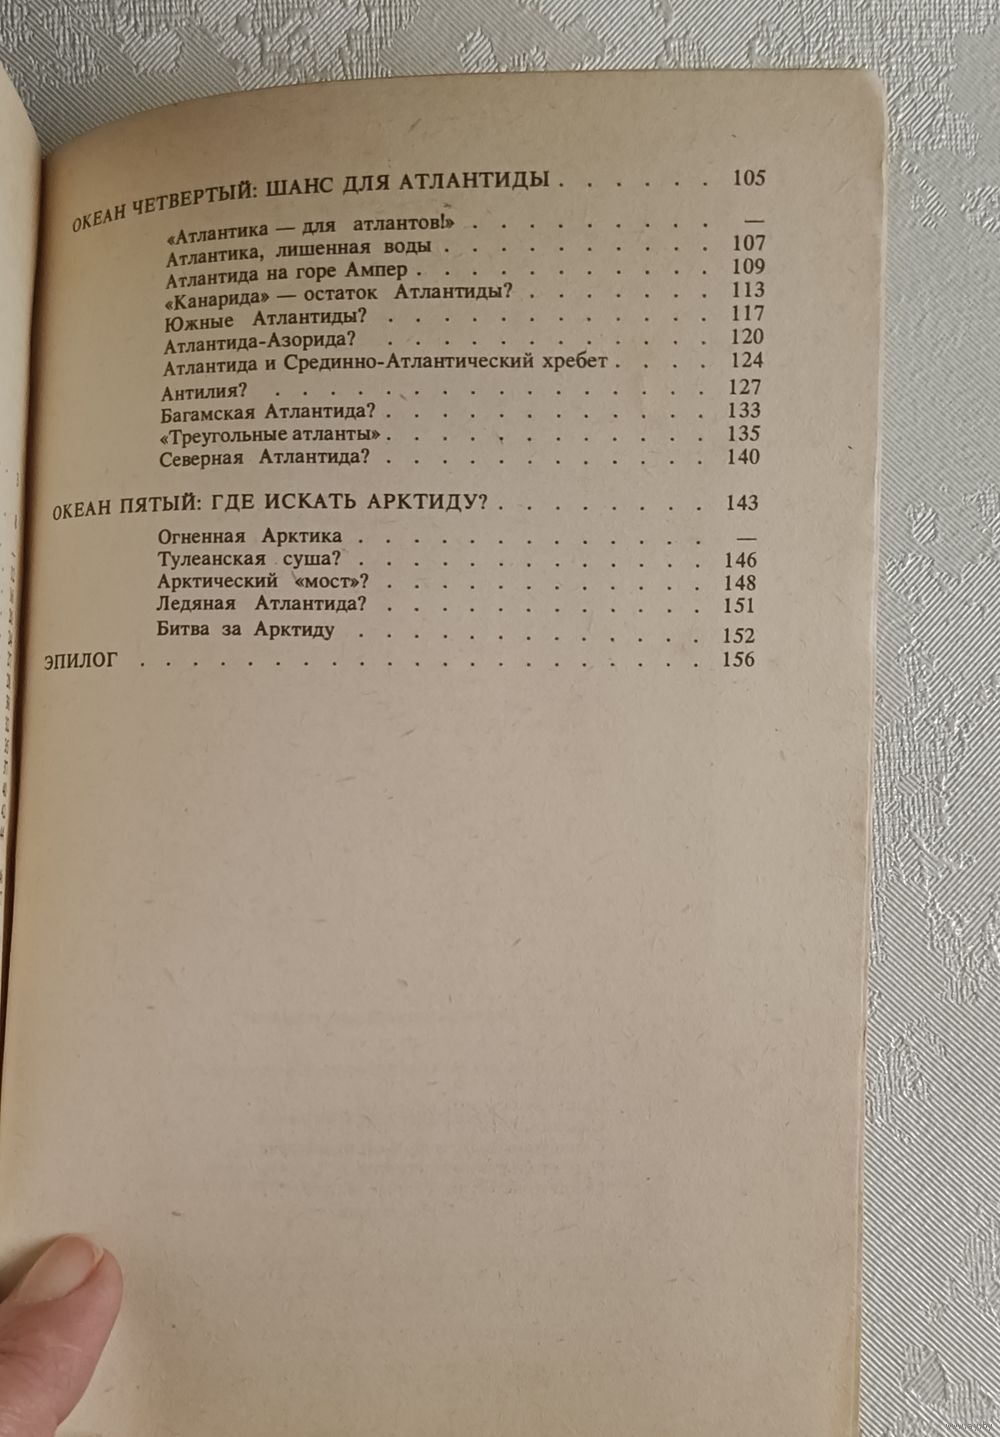 ОКЕАН ЧЕТВЕРТЫЙ: ШАНС ДЛЯ АТЛАНТИДЫ . . . . . . 105
«Атлантика — для атлантов!» . . . . . . . . . —
Атлантика, лишенная воды . . . . . . . . . . 107
Атлантида на горе Ампер . . . . . . . . . . . 109
«Канарида» — остаток Атлантиды? . . . . . . . 113
Южные Атлантиды? . . . . . . . . . . . . 117
Атлантида-Азорида? . . . . . . . . . . . . 120
Атлантида и Срединно-Атлантический хребет . . . . 124
Антилия? . . . . . . . . . . . . . . . . 127
Багамская Атлантида? . . . . . . . . . . . . 133
«Треугольные атланты» . . . . . . . . . . . . 135
Северная Атлантида? . . . . . . . . . . . . 140
ОКЕАН ПЯТЫЙ: ГДЕ ИСКАТЬ АРКТИДУ? . . . . . . . . 143
Огненная Арктика . . . . . . . . . . . . . —
Тулеанская суша? . . . . . . . . . . . . . 146
Арктический «мост»? . . . . . . . . . . . . 148
Ледяная Атлантида? . . . . . . . . . . . . 151
Битва за Арктиду . . . . . . . . . . . . . 152
ЭПИЛОГ . . . . . . . . . . . . . . . . . . . . . . 156